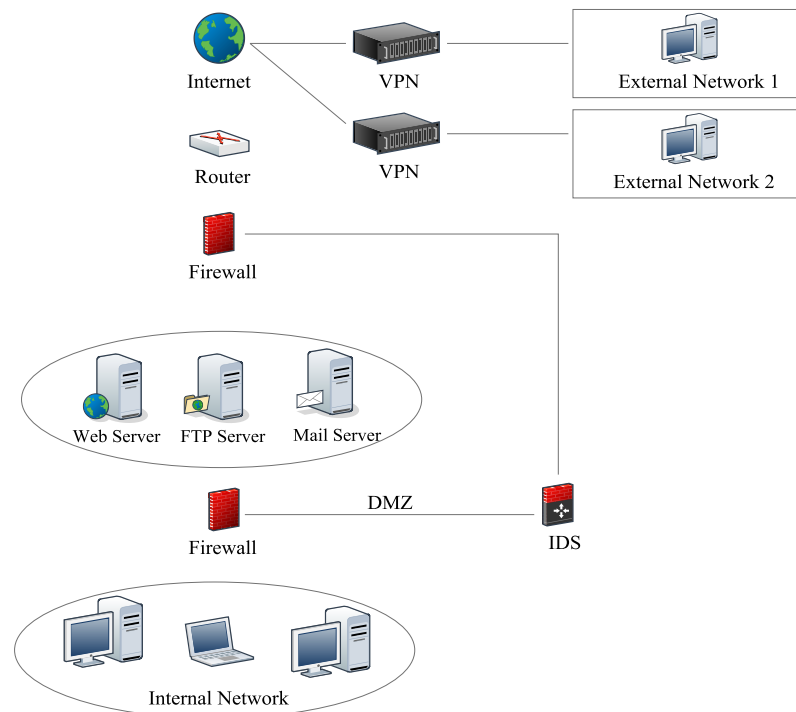 Internet
VPN
External Network 1
Router
VPN
External Network 2
Firewall
Web Server
FTP Server
Mail Server
DMZ
Firewall
IDS
Internal Network